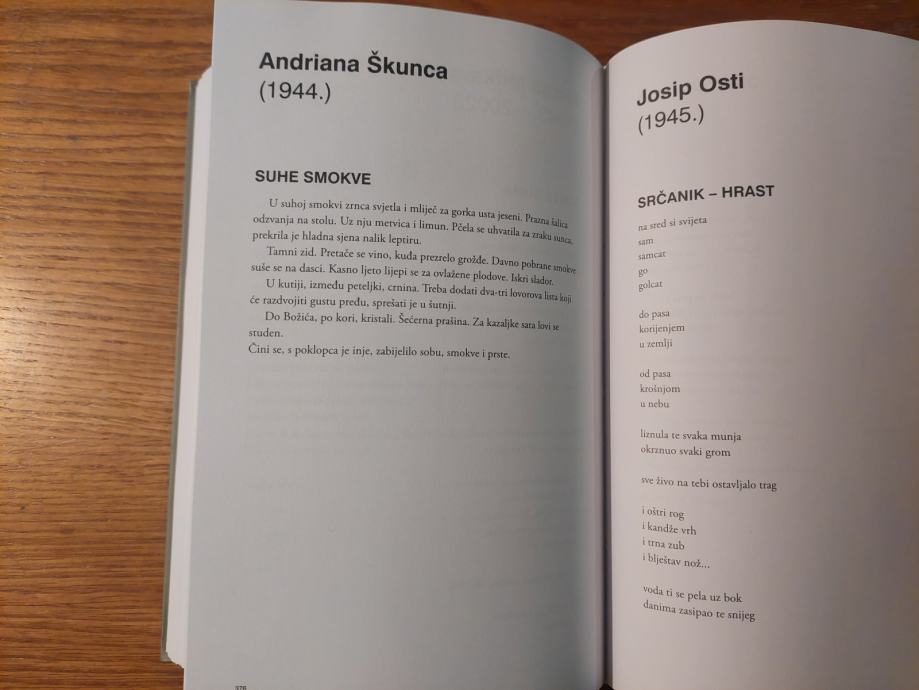 Andriana Škunca
(1944.)
SUHE SMOKVE
U suhoj smokvi zrnca svjetla i mliječ za gorka usta jeseni. Prazna šalica
odzvanja na stolu. Uz nju metvica i limun. Pčela se uhvatila za zraku sunca,
prekrila je hladna sjena nalik leptiru.
Tamni zid. Pretače se vino, kuđa prezrelo grožđe. Davno pobrane smokve
suše se na dasci. Kasno ljeto lijepi se za ovlažene plodove. Iskri slador.
U kutiji, između peteljki, crnina. Treba dodati dva-tri lovorova lista koji
će razdvojiti gustu pređu, sprešati je u šutnji.
Do Božića, po kori, kristali. Šećerna prašina. Za kazaljke sata lovi se
studen.
Čini se, s poklopca je inje, zabijelilo sobu, smokve i prste.
376
Josip Osti
(1945.)
SRČANIK – HRAST
na sred si svijeta
sam
samcat
go
golcat
do pasa
korijenjem
u zemlji
od pasa
krošnjom
u nebu
liznula te svaka munja
okrznuo svaki grom
sve živo na tebi ostavljalo trag
i oštri rog
i kandže vrh
i trna zub
i blještav nož...
voda ti se pela uz bok
danima zasipao te snijeg